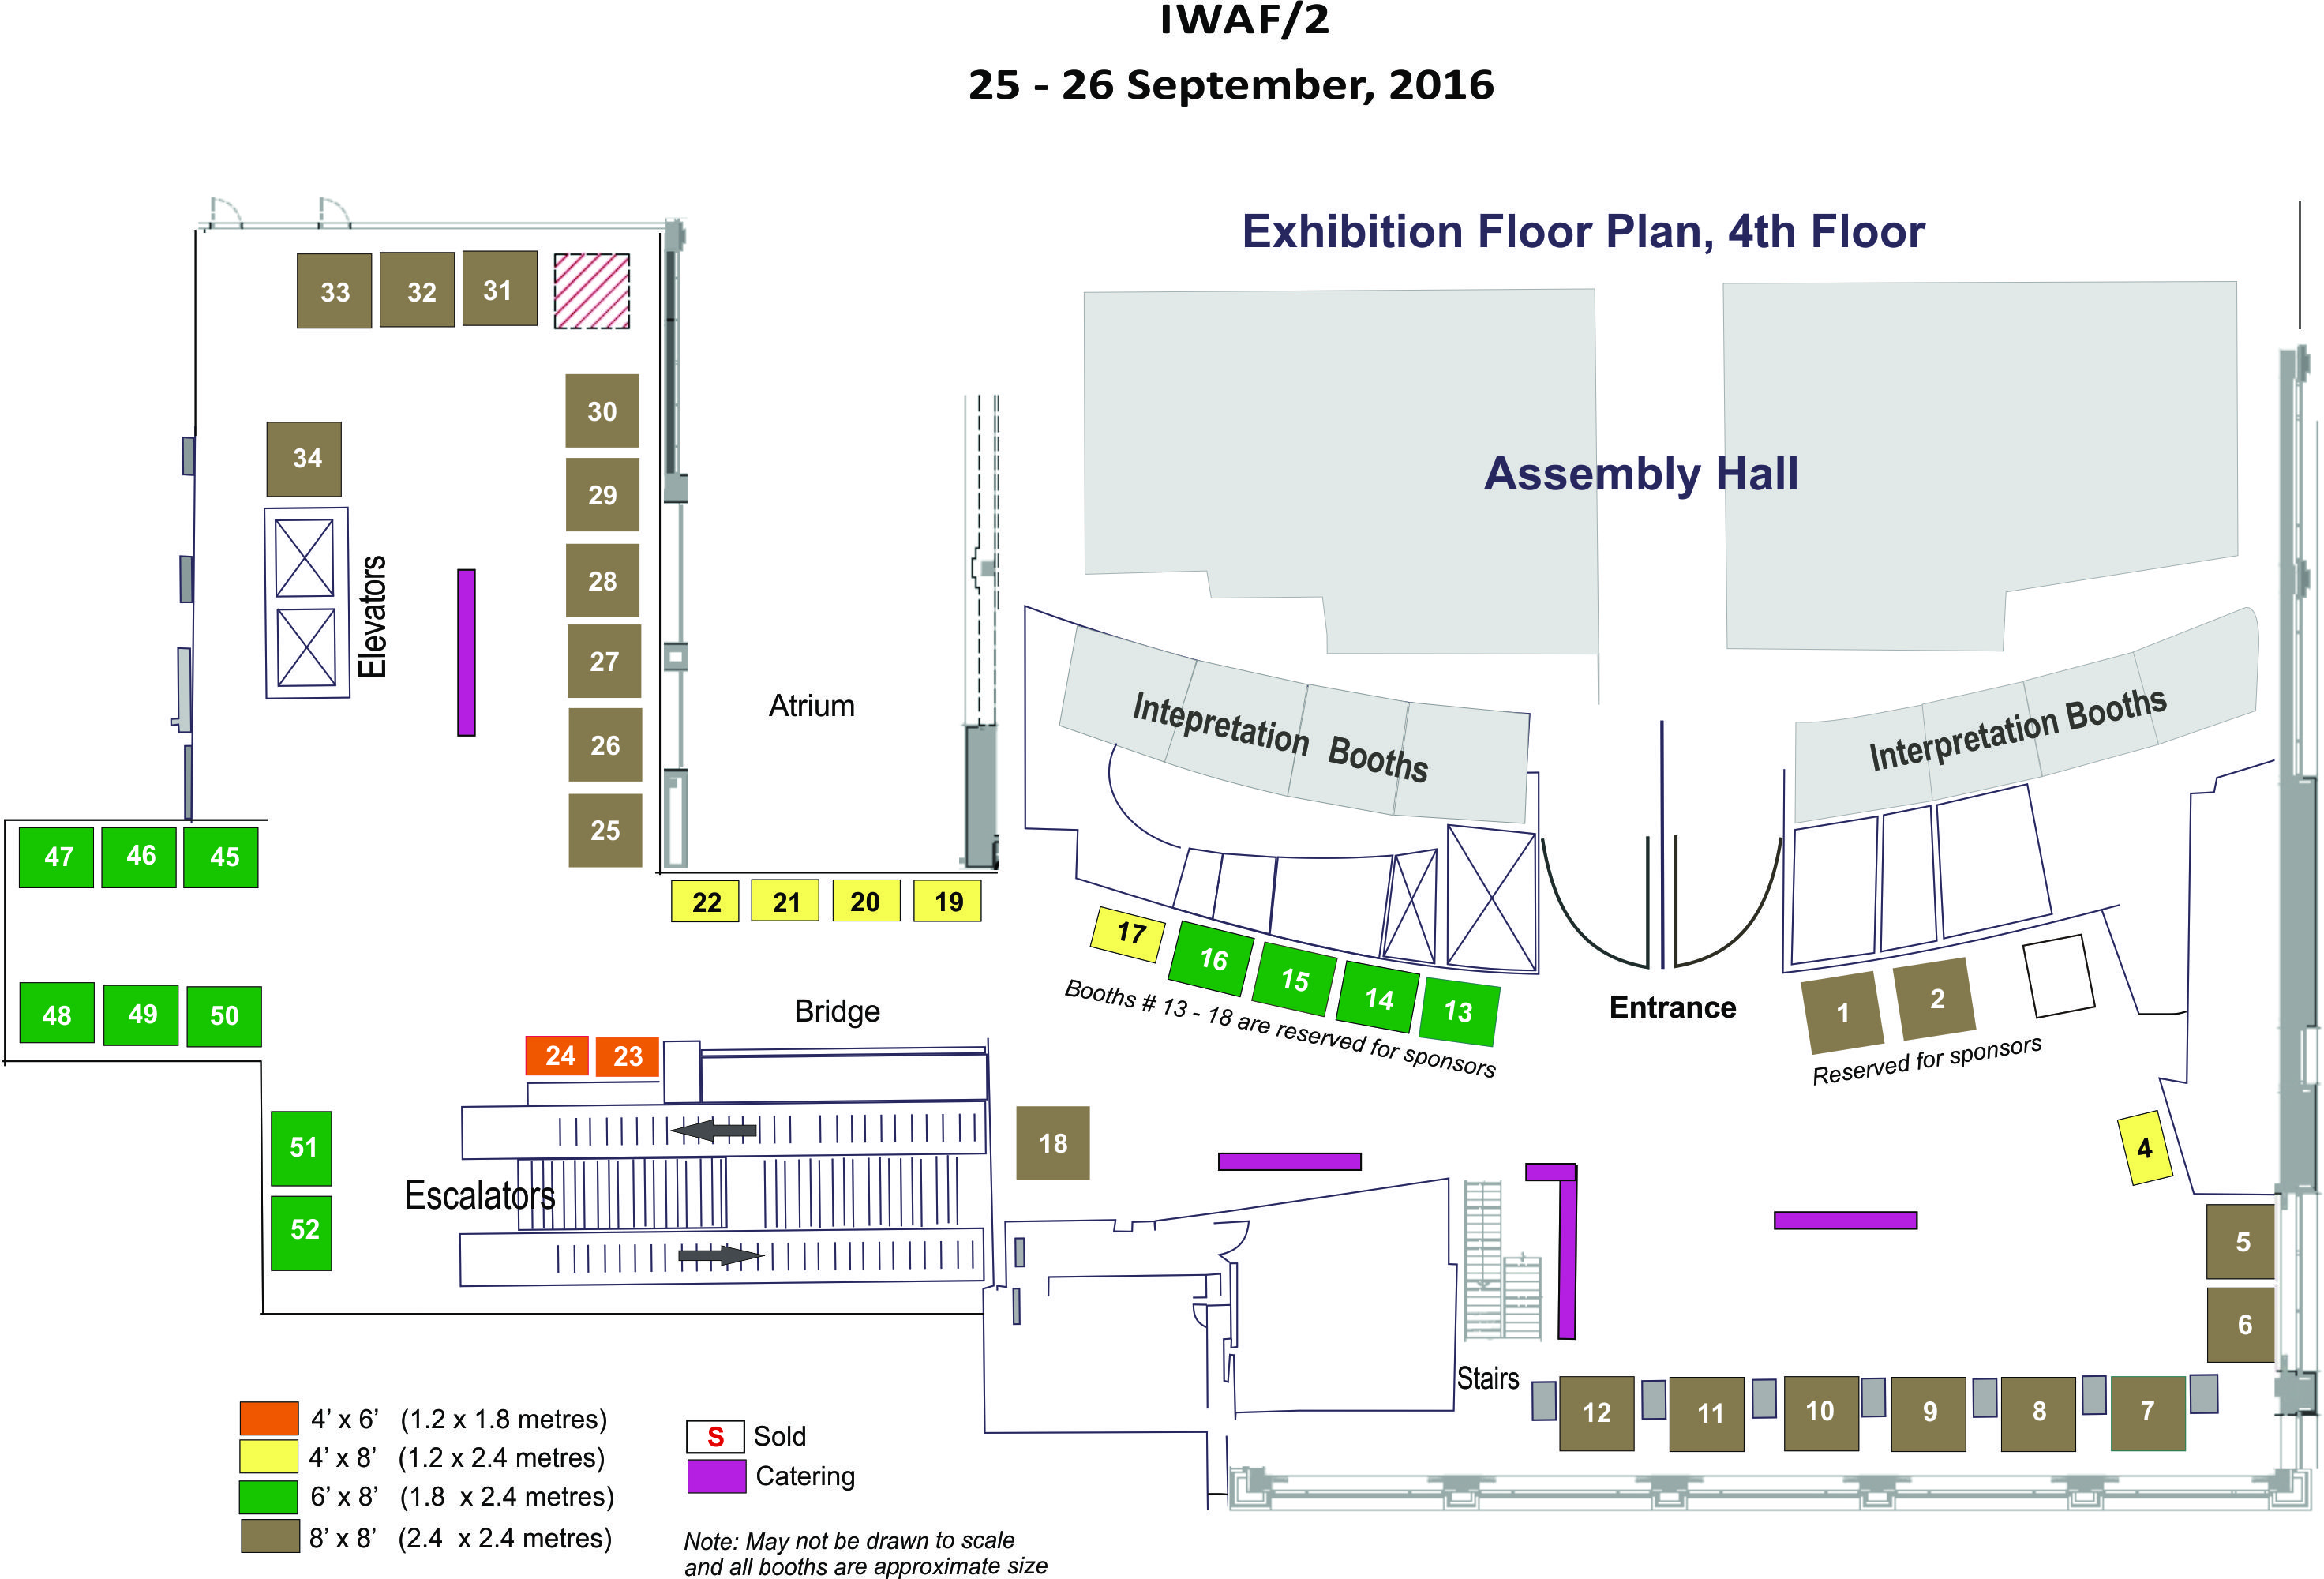 IWAF/2
25 - 26 September, 2016
Exhibition Floor Plan, 4th Floor
33
32
31
30
34
29
28
27
26
25
Elevators
Atrium
Assembly Hall
Intepretation Booths
Interpretation Booths
47
46
45
22
21
20
19
17
16
15
14
13
Booths # 13 - 18 are reserved for sponsors
Entrance
1
2
Reserved for sponsors
48
49
50
Bridge
24
23
51
52
Escalators
18
4
5
6
Stairs
12
11
10
9
8
7
4’ x 6’ (1.2 x 1.8 metres)
4’ x 8’ (1.2 x 2.4 metres)
6’ x 8’ (1.8 x 2.4 metres)
8’ x 8’ (2.4 x 2.4 metres)
S Sold
Catering
Note: May not be drawn to scale
and all booths are approximate size